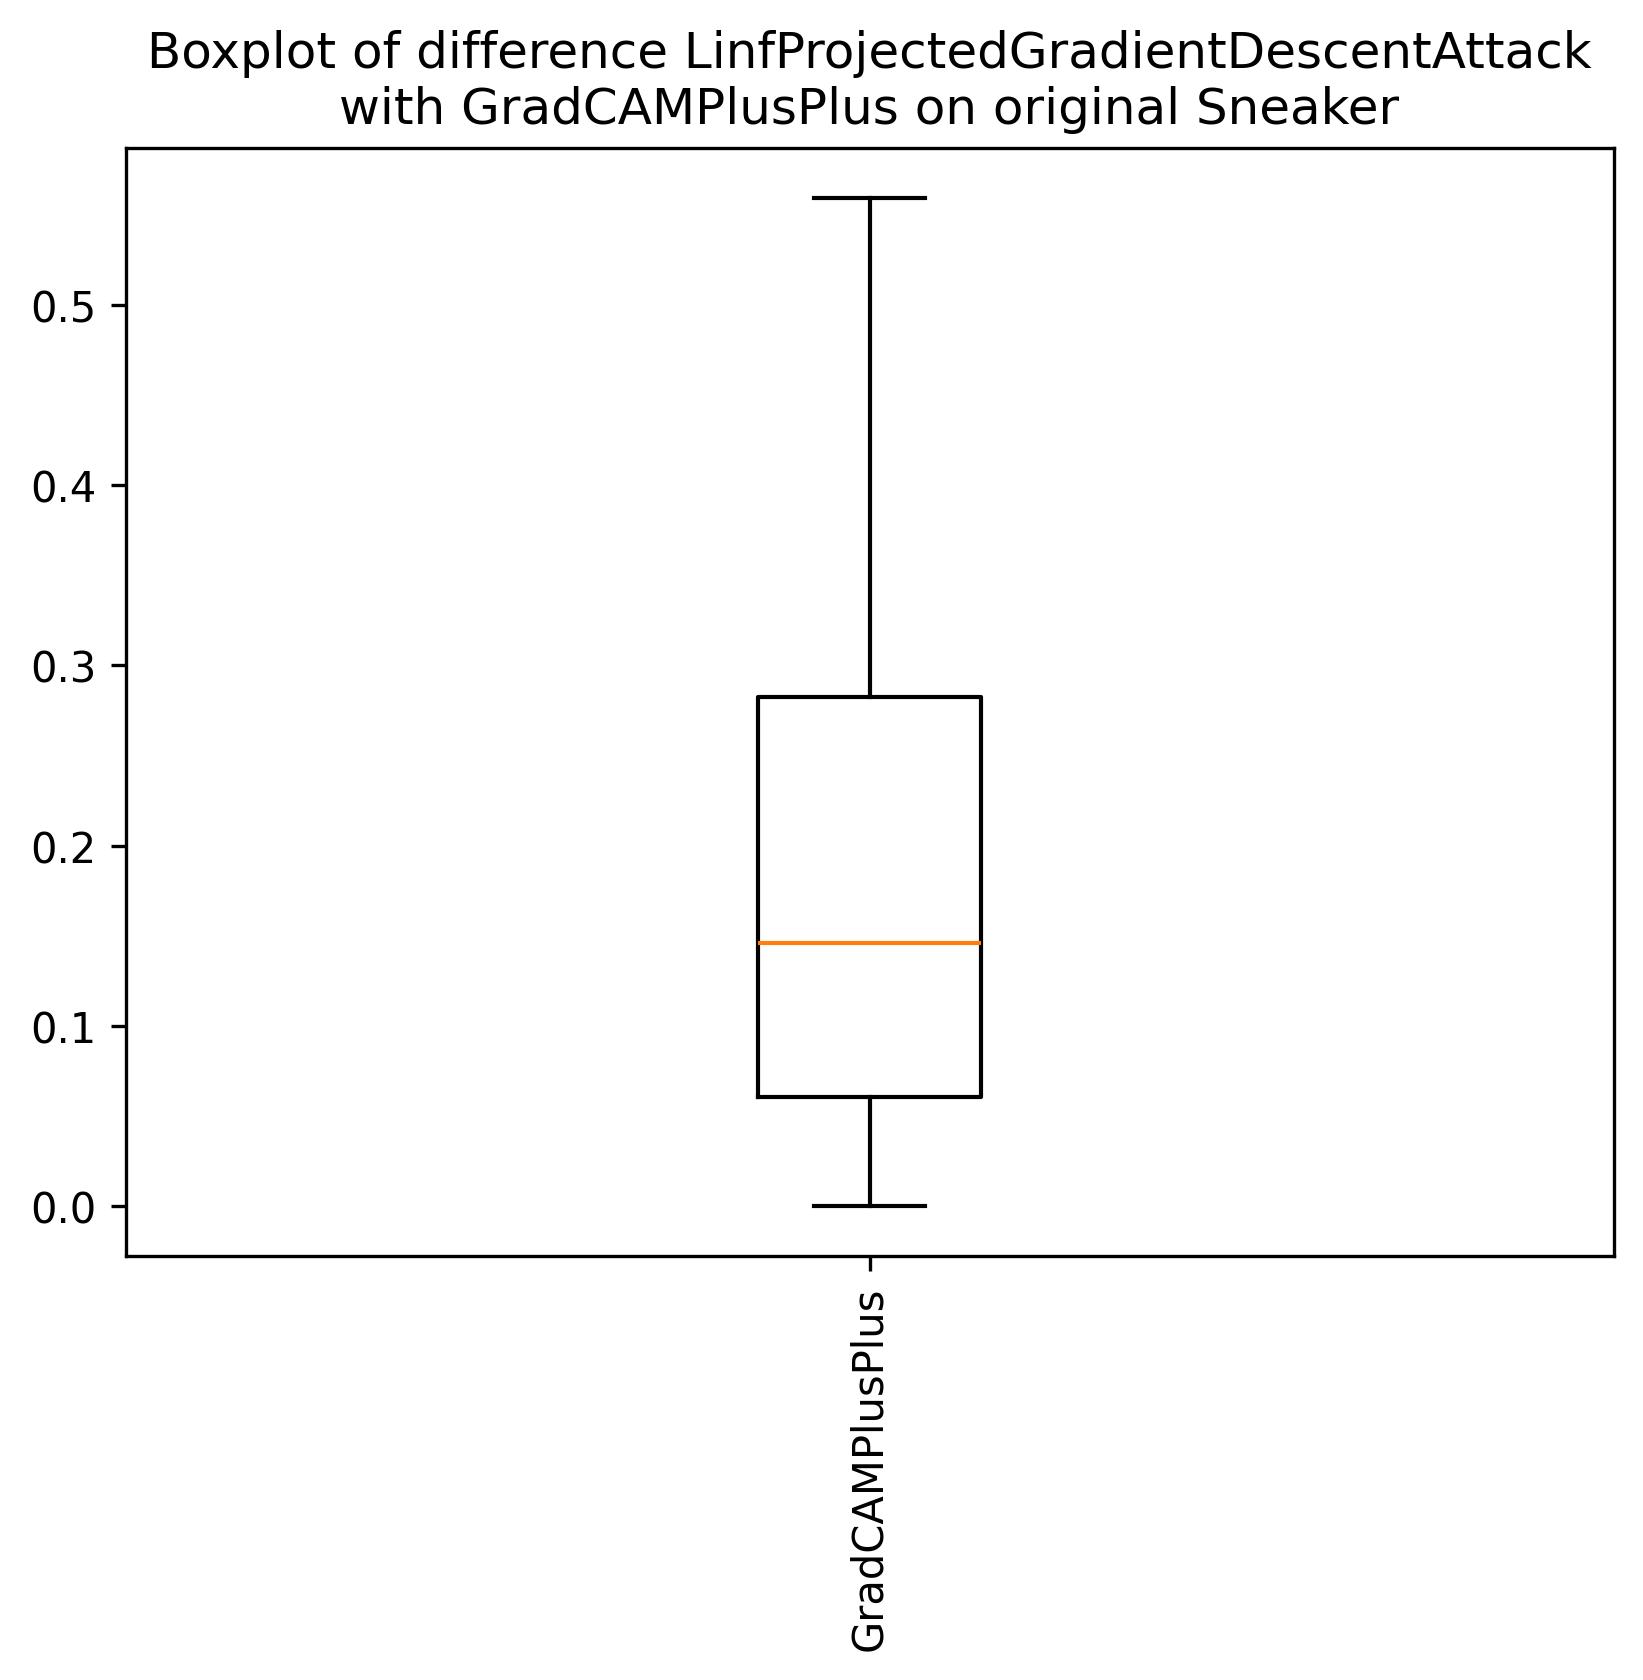 Boxplot of difference LinfProjectedGradientDescentAttack
with GradCAMPlusPlus on original Sneaker
0.5
0.4
0.3
0.2
0.1
0.0
GradCAMPlusPlus